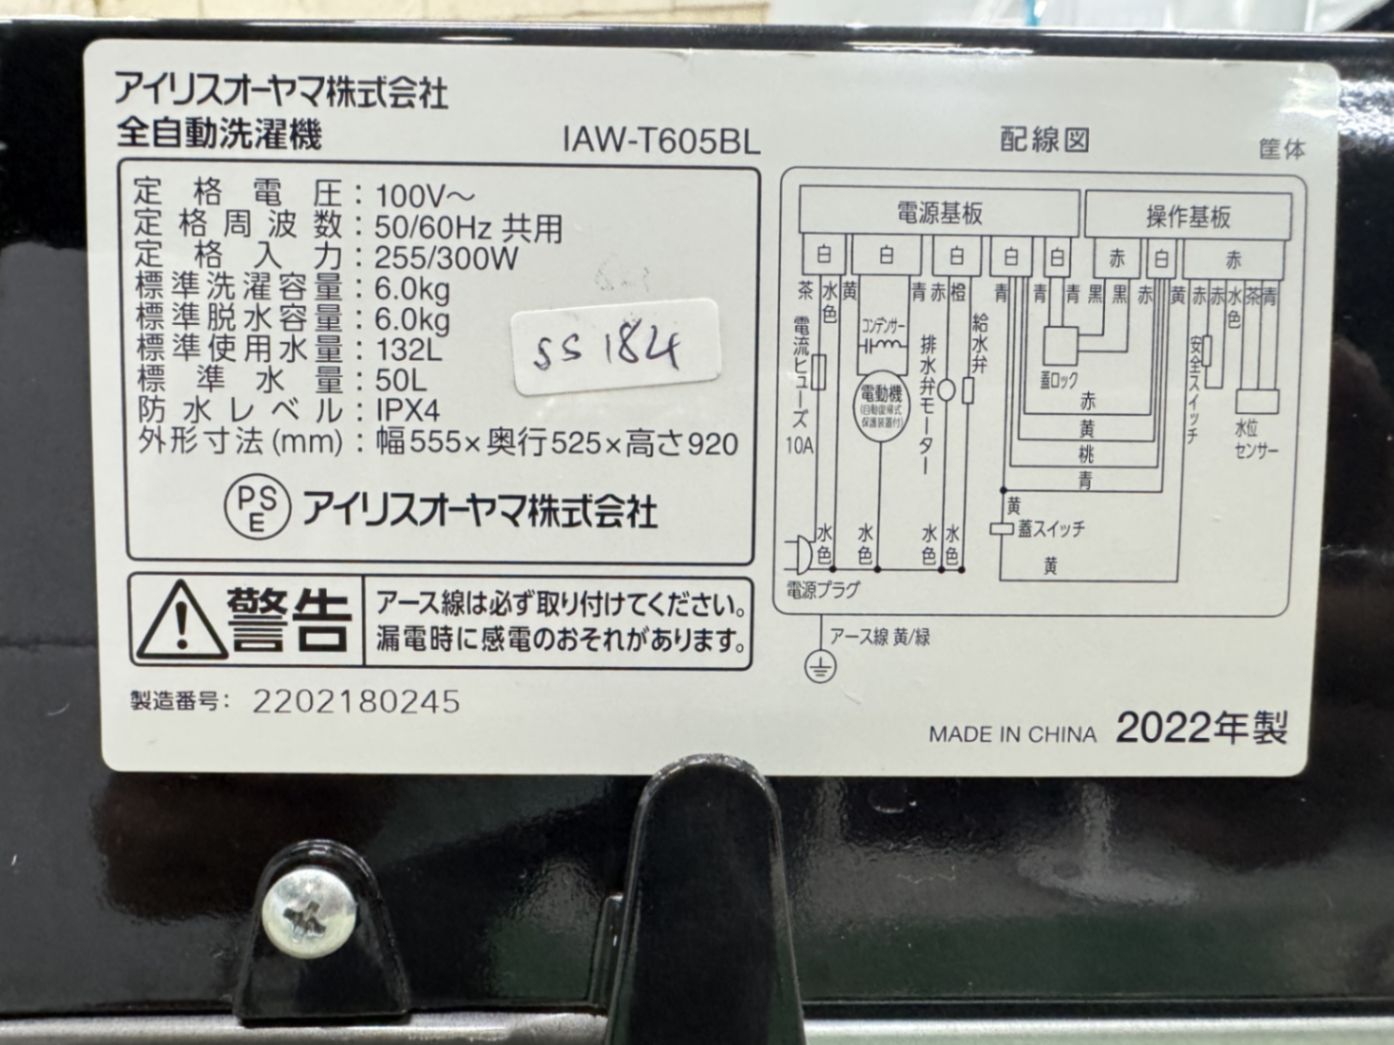 アイリスオーヤマ株式会社
全自動洗濯機 IAW-T605BL
定格電圧：100V～
定格周波数：50/60Hz 共用
定格入力：255/300W
標準洗濯容量：6.0kg
標準脱水容量：6.0kg
標準使用水量：132L
標準水量：50L
防水レベル：IPX4
外形寸法(mm)：幅555×奥行525×高さ920
SS 184
PSE アイリスオーヤマ株式会社
警告
アース線は必ず取り付けてください。
漏電時に感電のおそれがあります。
製造番号： 2202180245
配線図
筐体
電源基板 操作基板
白 白 白 白 白 赤 白 赤
茶 水色 黄 青 赤 橙 青 青 青 黒 黒 赤 黄 赤 赤 水色 茶 青
電流ヒューズ 10A
コンデンサー
電動機
(自動復帰式
保護装置付)
排水弁モーター
給水弁
蓋ロック
安全スイッチ
水位
センサー
赤
黄
桃
青
黄
蓋スイッチ
黄
水色 水色 水色 水色
電源プラグ
アース線 黄/緑
MADE IN CHINA 2022年製